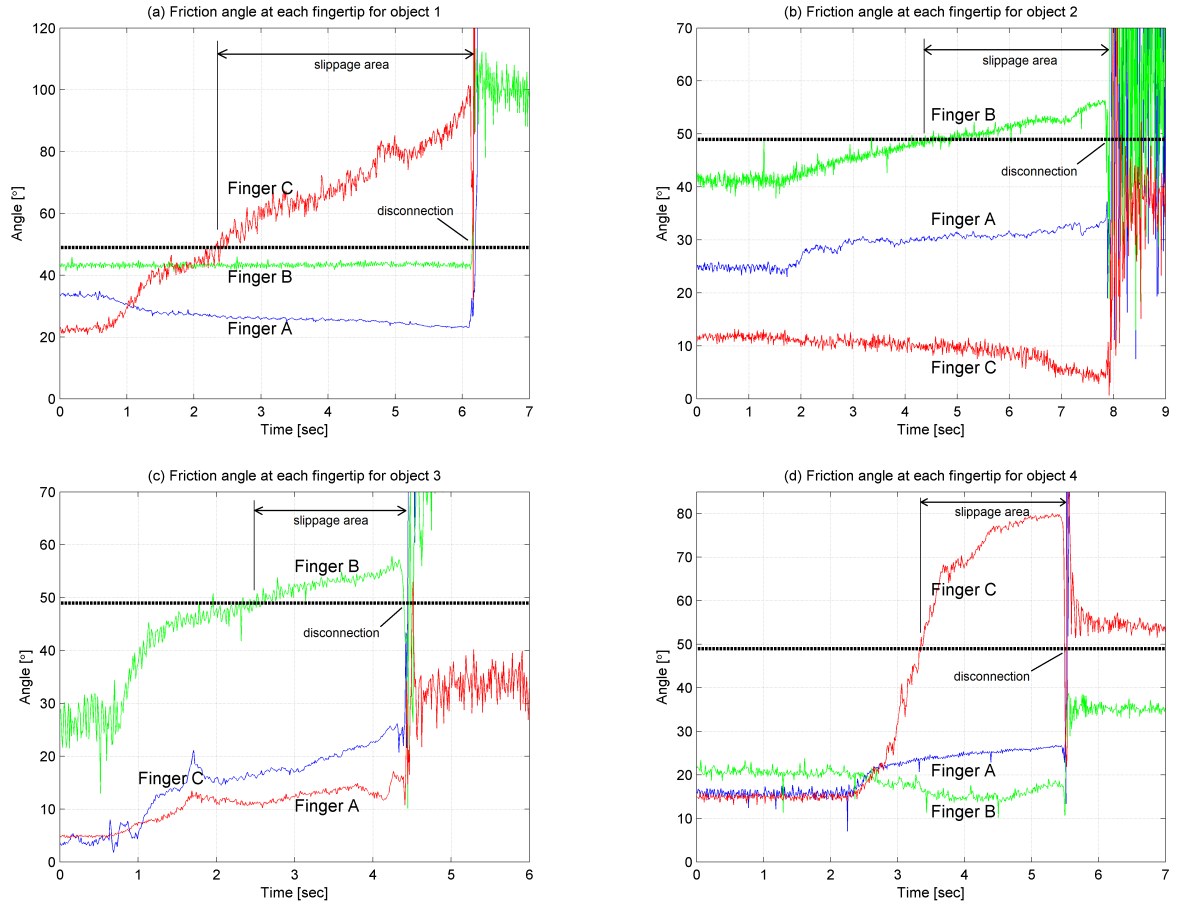 (a) Friction angle at each fingertip for object 1
120
100
80
60
40
20
0
Angle [°]
slippage area
Finger C
disconnection
Finger B
Finger A
0 1 2 3 4 5 6 7
Time [sec]
(b) Friction angle at each fingertip for object 2
70
60
50
40
30
20
10
0
Angle [°]
slippage area
Finger B
disconnection
Finger A
Finger C
0 1 2 3 4 5 6 7 8 9
Time [sec]
(c) Friction angle at each fingertip for object 3
70
60
50
40
30
20
10
0
Angle [°]
slippage area
Finger B
disconnection
Finger C
Finger A
0 1 2 3 4 5 6
Time [sec]
(d) Friction angle at each fingertip for object 4
80
70
60
50
40
30
20
10
0
Angle [°]
slippage area
Finger C
disconnection
Finger A
Finger B
0 1 2 3 4 5 6 7
Time [sec]